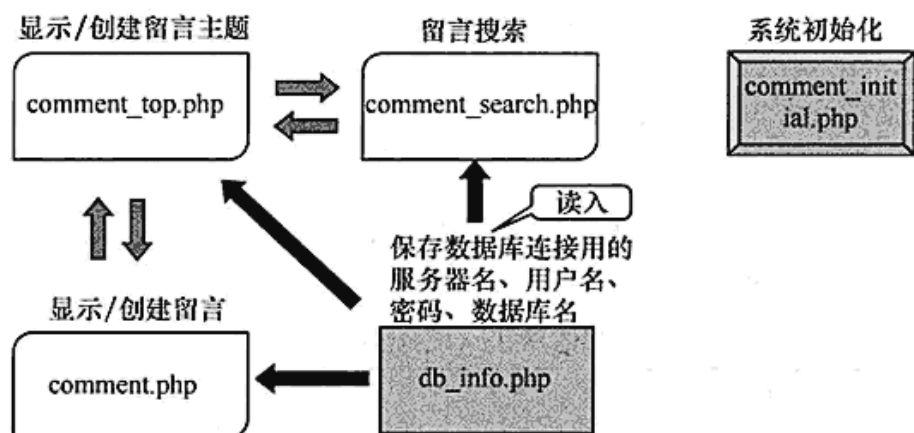 显示/创建留言主题
留言搜索
系统初始化
comment_top.php
comment_search.php
comment_init
ial.php
读入
保存数据库连接用的
服务器名、用户名、
密码、数据库名
显示/创建留言
comment.php
db_info.php